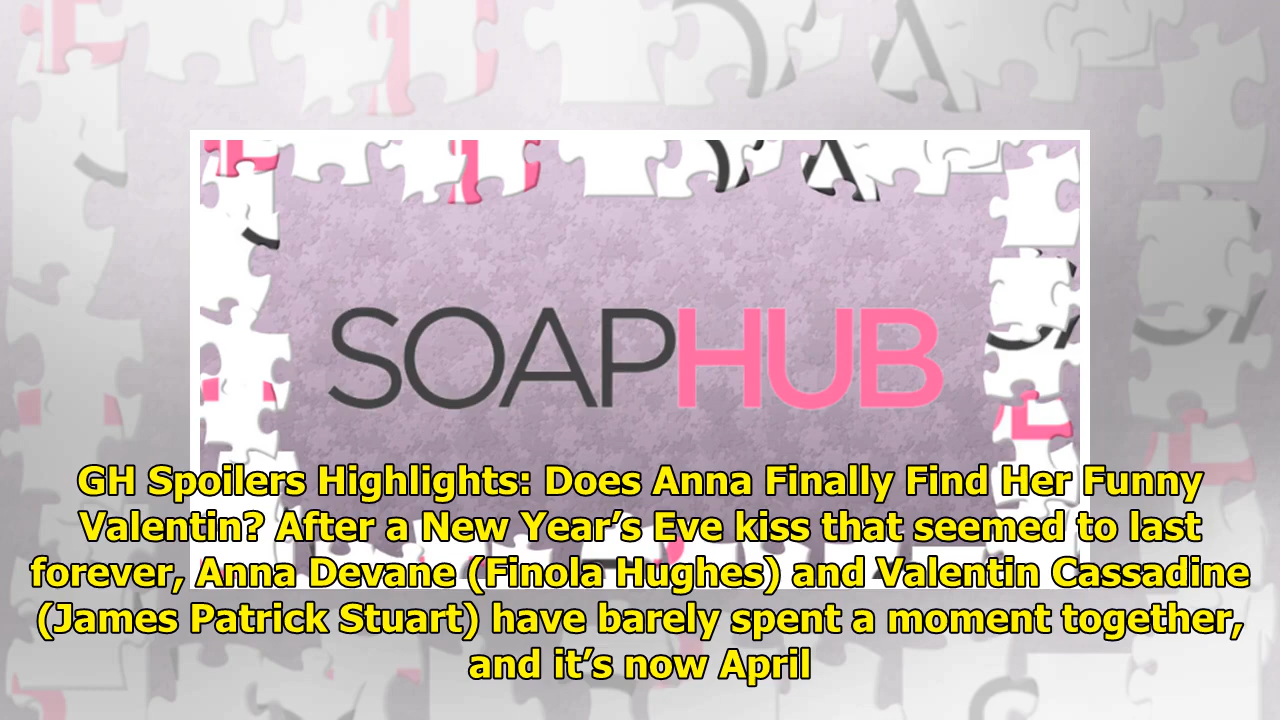 SOAPHUB
GH Spoilers Highlights: Does Anna Finally Find Her Funny
Valentin? After a New Year’s Eve kiss that seemed to last
forever, Anna Devane (Finola Hughes) and Valentin Cassadine
(James Patrick Stuart) have barely spent a moment together,
and it’s now April